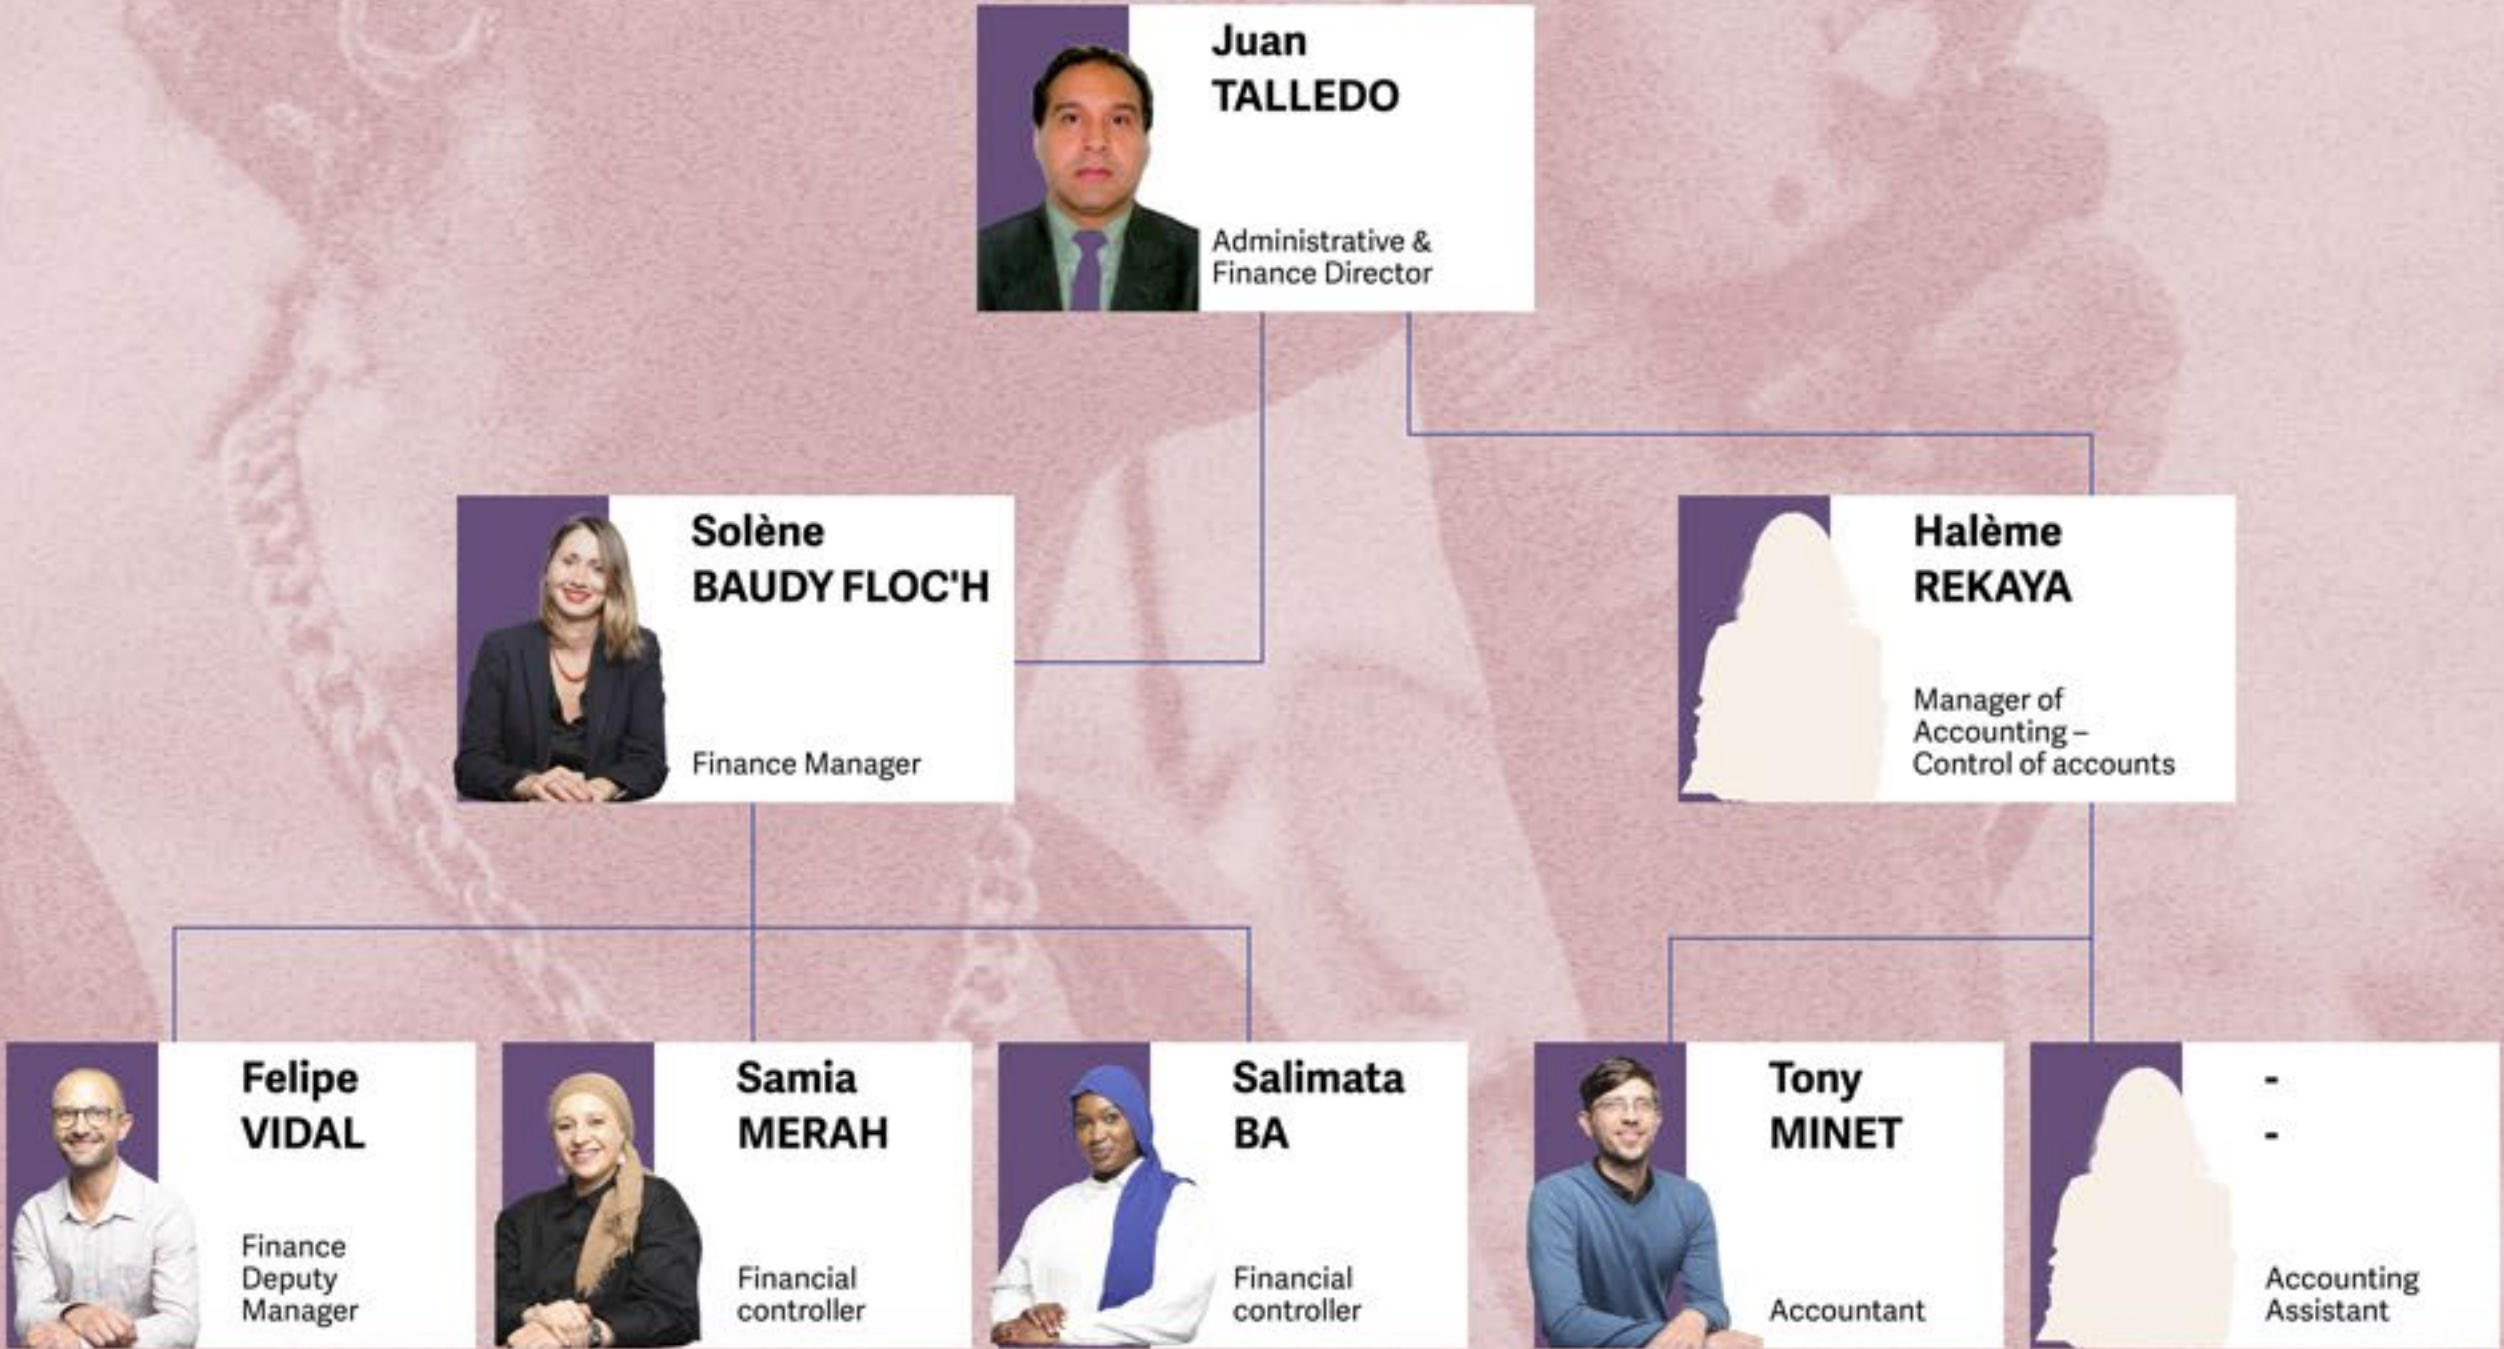 Juan
TALLEDO
Administrative &
Finance Director
Solène
BAUDY FLOC'H
Finance Manager
Halème
REKAYA
Manager of
Accounting –
Control of accounts
Felipe
VIDAL
Finance
Deputy
Manager
Samia
MERAH
Financial
controller
Salimata
BA
Financial
controller
Tony
MINET
Accountant
-
-
Accounting
Assistant